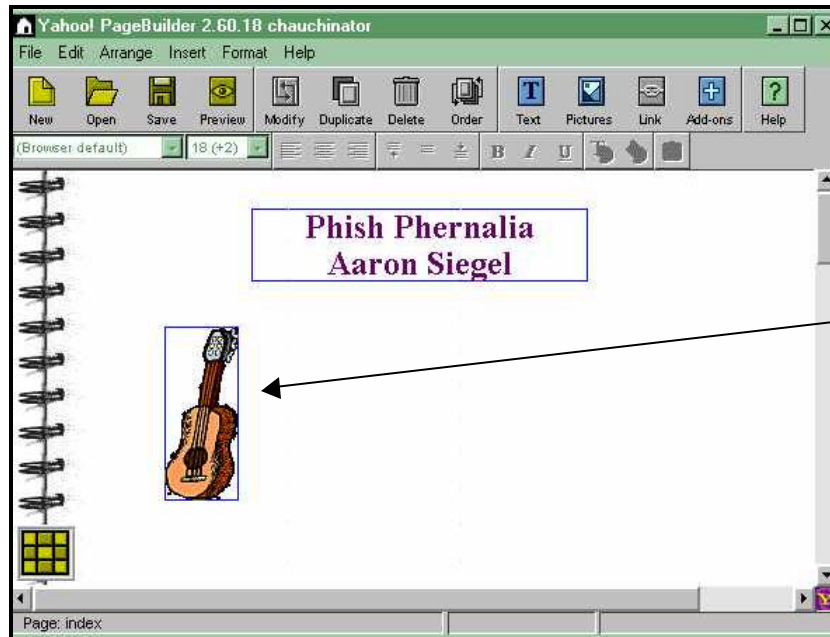 Yahoo! PageBuilder 2.60.18 chauchinator
File Edit Arrange Insert Format Help
New Open Save Preview Modify Duplicate Delete Order Text Pictures Link Add-ons Help
(Browser default) 18 (+2) B I U
Phish Phernalia
Aaron Siegel
Page: index